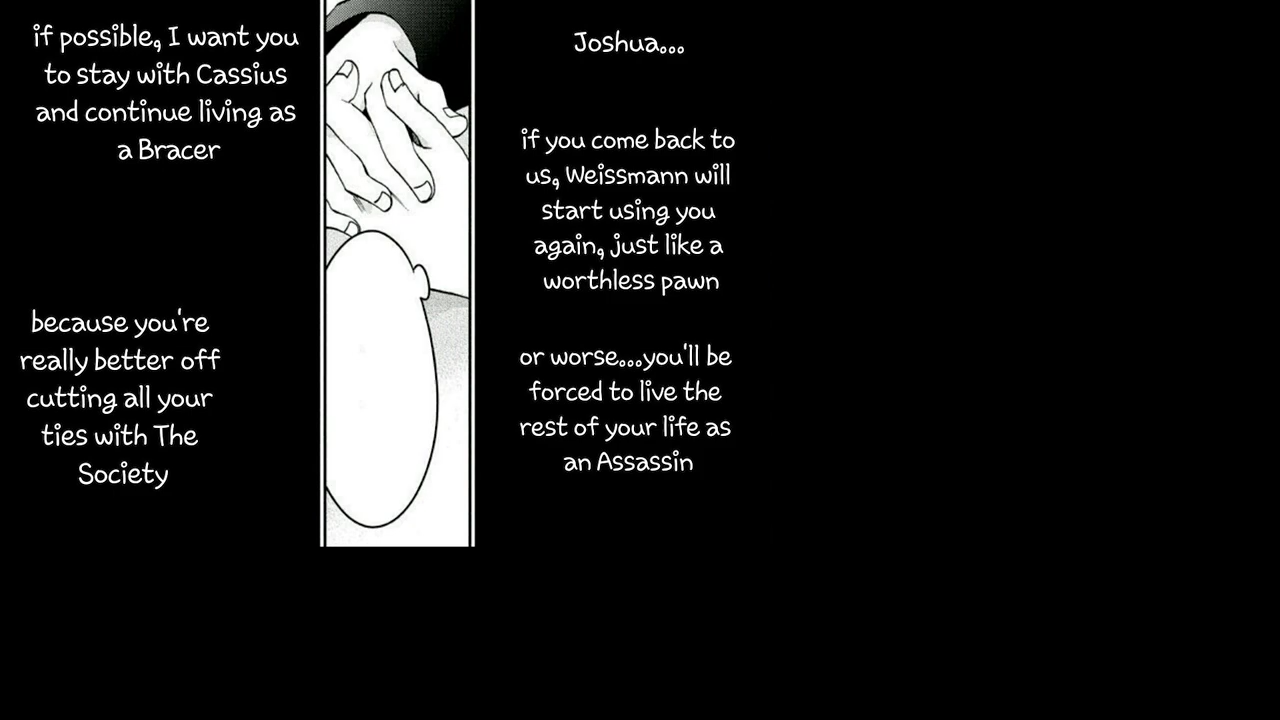 Joshua...
if you come back to
us, Weissmann will
start using you
again, just like a
worthless pawn
or worse...you'll be
forced to live the
rest of your life as
an Assassin
if possible, I want you
to stay with Cassius
and continue living as
a Bracer
because you're
really better off
cutting all your
ties with The
Society